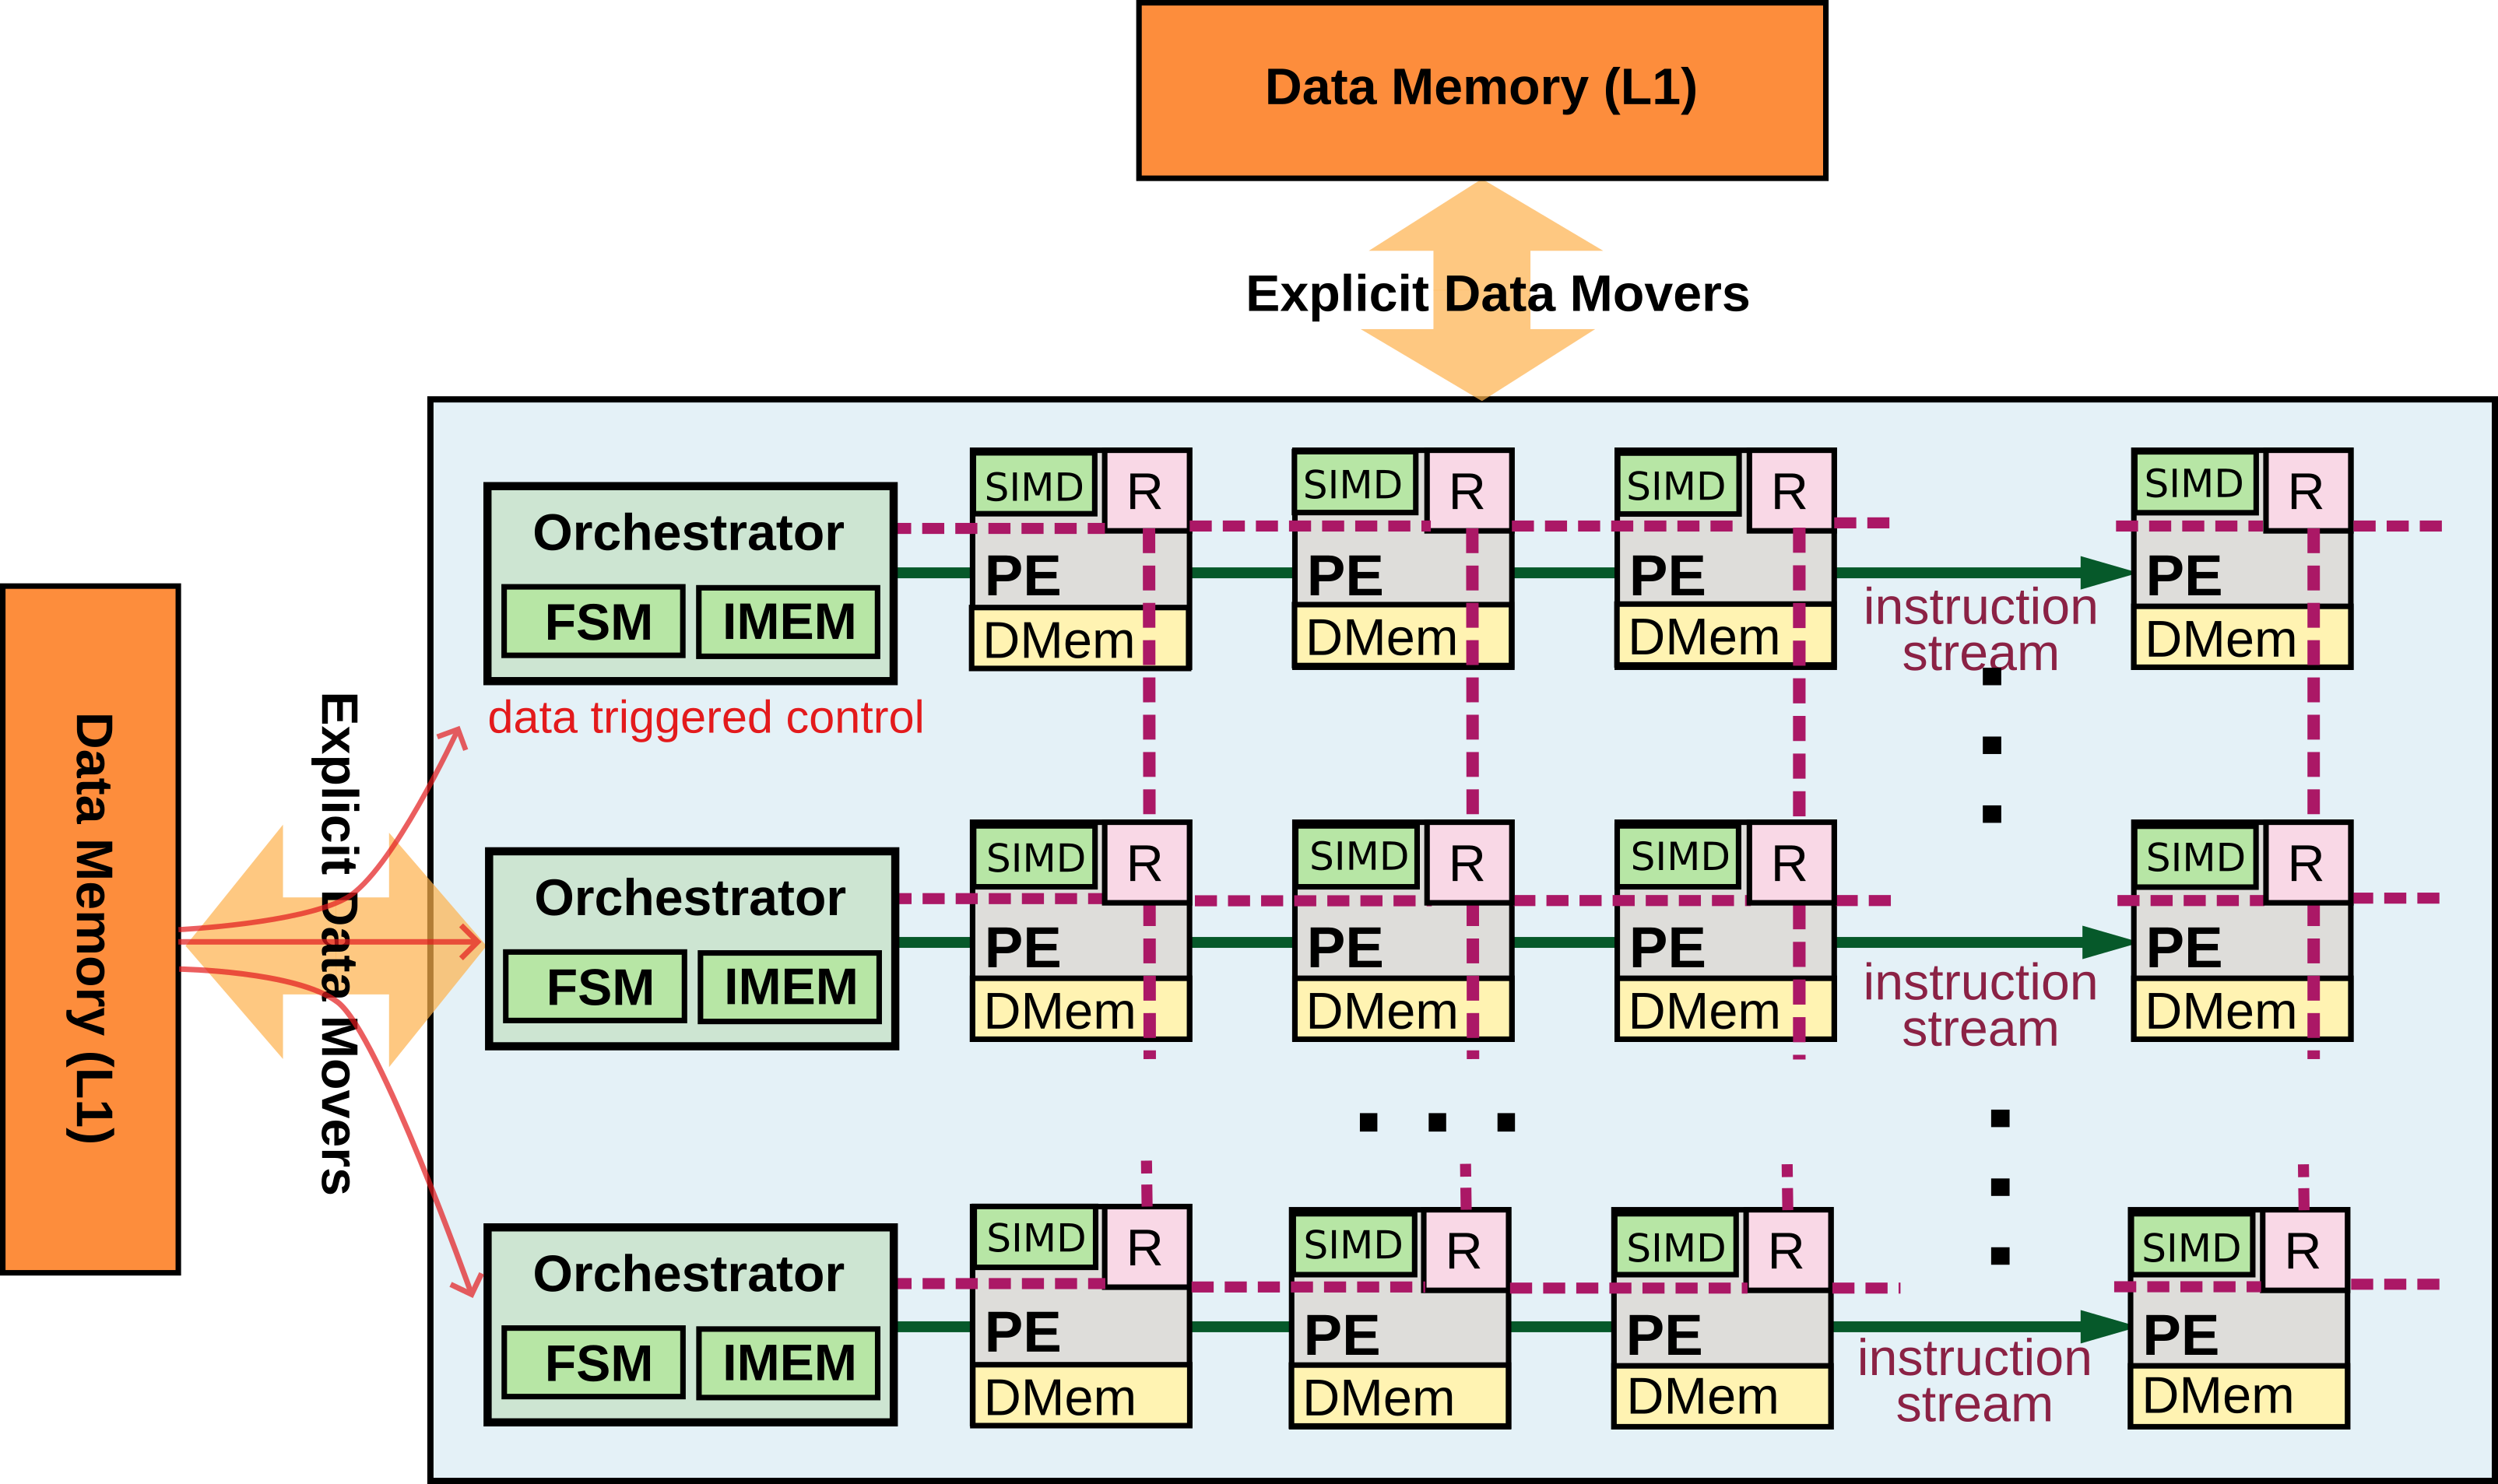 Data Memory (L1)
Explicit Data Movers
Data Memory (L1)
Explicit Data Movers
Orchestrator
FSM
IMEM
data triggered control
SIMD
R
PE
DMem
SIMD
R
PE
DMem
SIMD
R
PE
DMem
instruction
stream
SIMD
R
PE
DMem
Orchestrator
FSM
IMEM
SIMD
R
PE
DMem
SIMD
R
PE
DMem
SIMD
R
PE
DMem
instruction
stream
SIMD
R
PE
DMem
Orchestrator
FSM
IMEM
SIMD
R
PE
DMem
SIMD
R
PE
DMem
SIMD
R
PE
DMem
instruction
stream
SIMD
R
PE
DMem